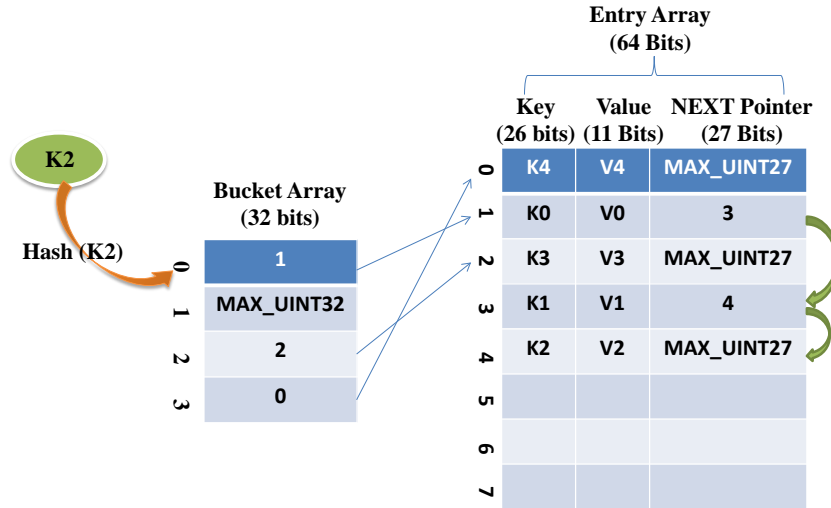 Entry Array
(64 Bits)
Key Value NEXT Pointer
(26 bits) (11 Bits) (27 Bits)
K2
Hash (K2)
Bucket Array
(32 bits)
0 1
1 MAX_UINT32
2 2
3 0
0 K4 V4 MAX_UINT27
1 K0 V0 3
2 K3 V3 MAX_UINT27
3 K1 V1 4
4 K2 V2 MAX_UINT27
5
6
7